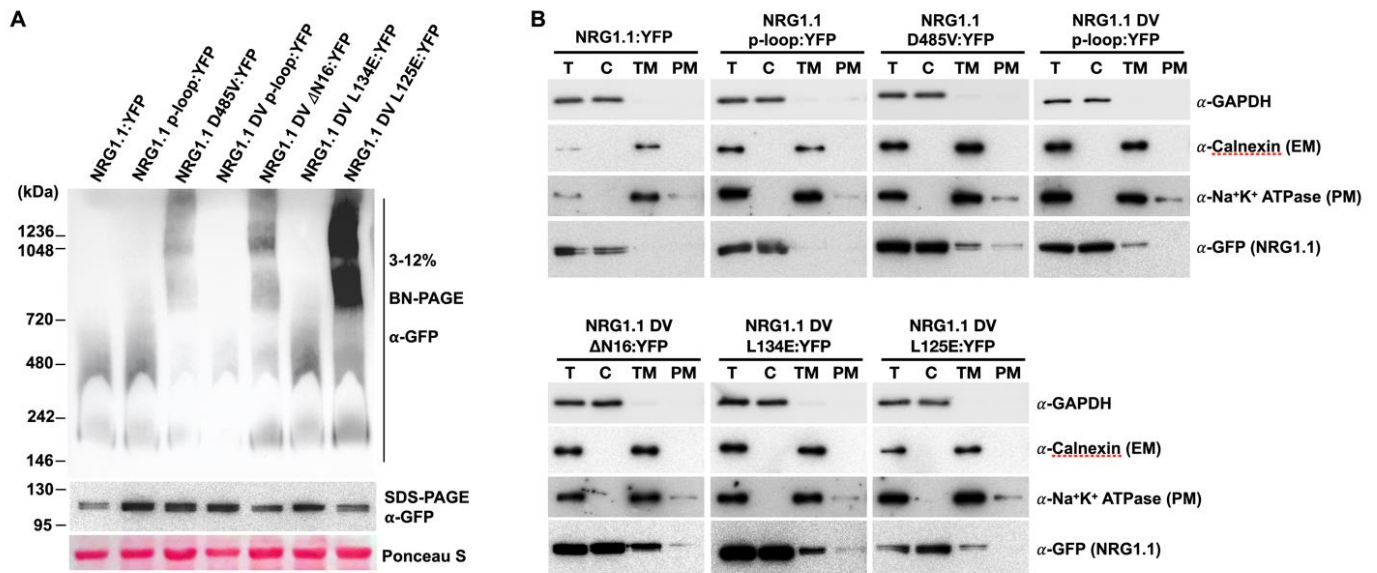 A
NRG1.1:YFP
NRG1.1 p-loop:YFP
NRG1.1 D485V:YFP
NRG1.1 DV p-loop:YFP
NRG1.1 DV ΔN16:YFP
NRG1.1 DV L134E:YFP
NRG1.1 DV L125E:YFP
(kDa)
1236
1048
720
480
242
146
3-12%
BN-PAGE
α-GFP
130
95
SDS-PAGE
α-GFP
Ponceau S
B
NRG1.1:YFP
NRG1.1
p-loop:YFP
NRG1.1
D485V:YFP
NRG1.1 DV
p-loop:YFP
T C TM PM T C TM PM T C TM PM T C TM PM
α-GAPDH
α-Calnexin (EM)
α-Na⁺K⁺ ATPase (PM)
α-GFP (NRG1.1)
NRG1.1 DV
ΔN16:YFP
NRG1.1 DV
L134E:YFP
NRG1.1 DV
L125E:YFP
T C TM PM T C TM PM T C TM PM
α-GAPDH
α-Calnexin (EM)
α-Na⁺K⁺ ATPase (PM)
α-GFP (NRG1.1)